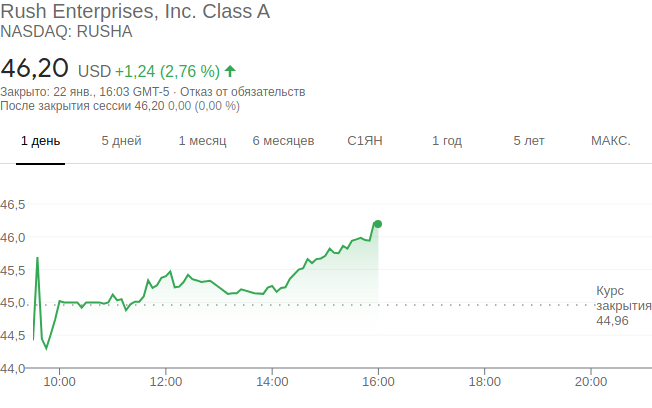 Rush Enterprises, Inc. Class A
NASDAQ: RUSHA
46,20 USD +1,24 (2,76 %)
Закрыто: 22 янв., 16:03 GMT-5 · Отказ от обязательств
После закрытия сессии 46,20 0,00 (0,00 %)
1 день 5 дней 1 месяц 6 месяцев С1ЯН 1 год 5 лет МАКС.
46,5
46,0
45,5
45,0
44,5
44,0
Курс
закрытия
44,96
10:00 12:00 14:00 16:00 18:00 20:00